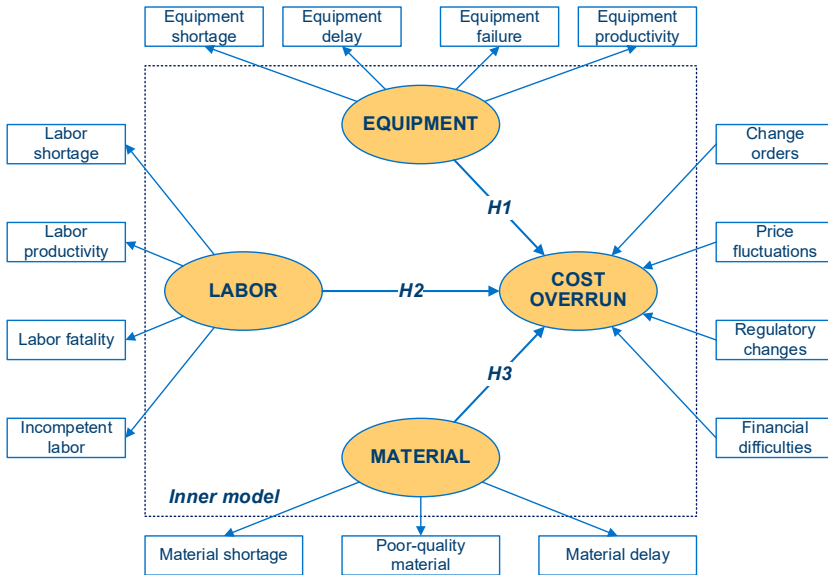 Equipment
shortage
Equipment
delay
Equipment
failure
Equipment
productivity
EQUIPMENT
Labor
shortage
Change
orders
H1
Labor
productivity
Price
fluctuations
LABOR
H2
COST
OVERRUN
Labor fatality
Regulatory
changes
H3
Incompetent
labor
MATERIAL
Financial
difficulties
Inner model
Material shortage
Poor-quality
material
Material delay